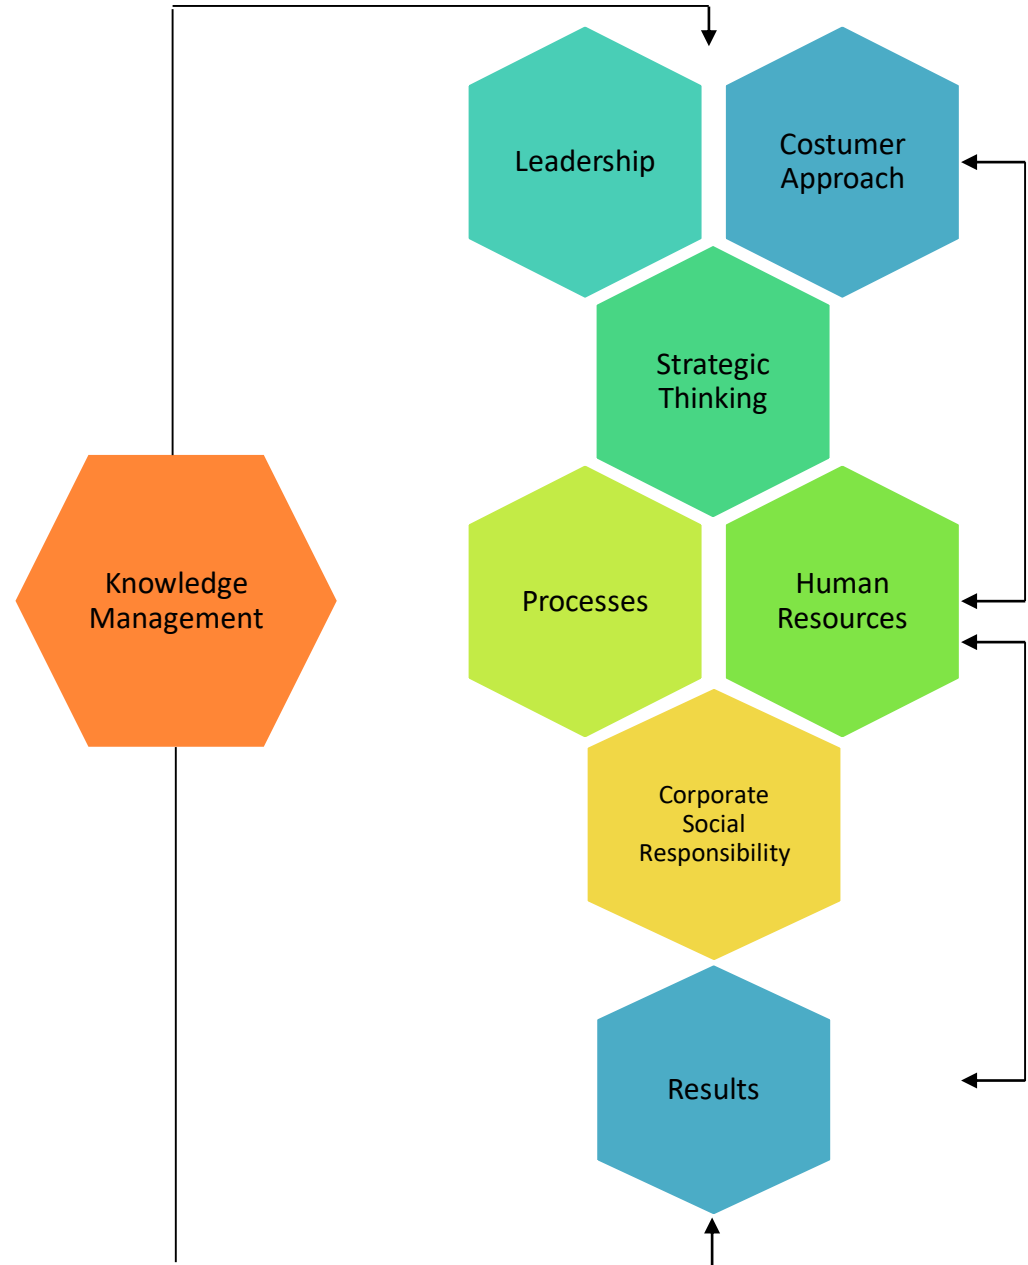 Leadership
Costumer
Approach
Strategic
Thinking
Knowledge
Management
Processes
Human
Resources
Corporate
Social
Responsibility
Results